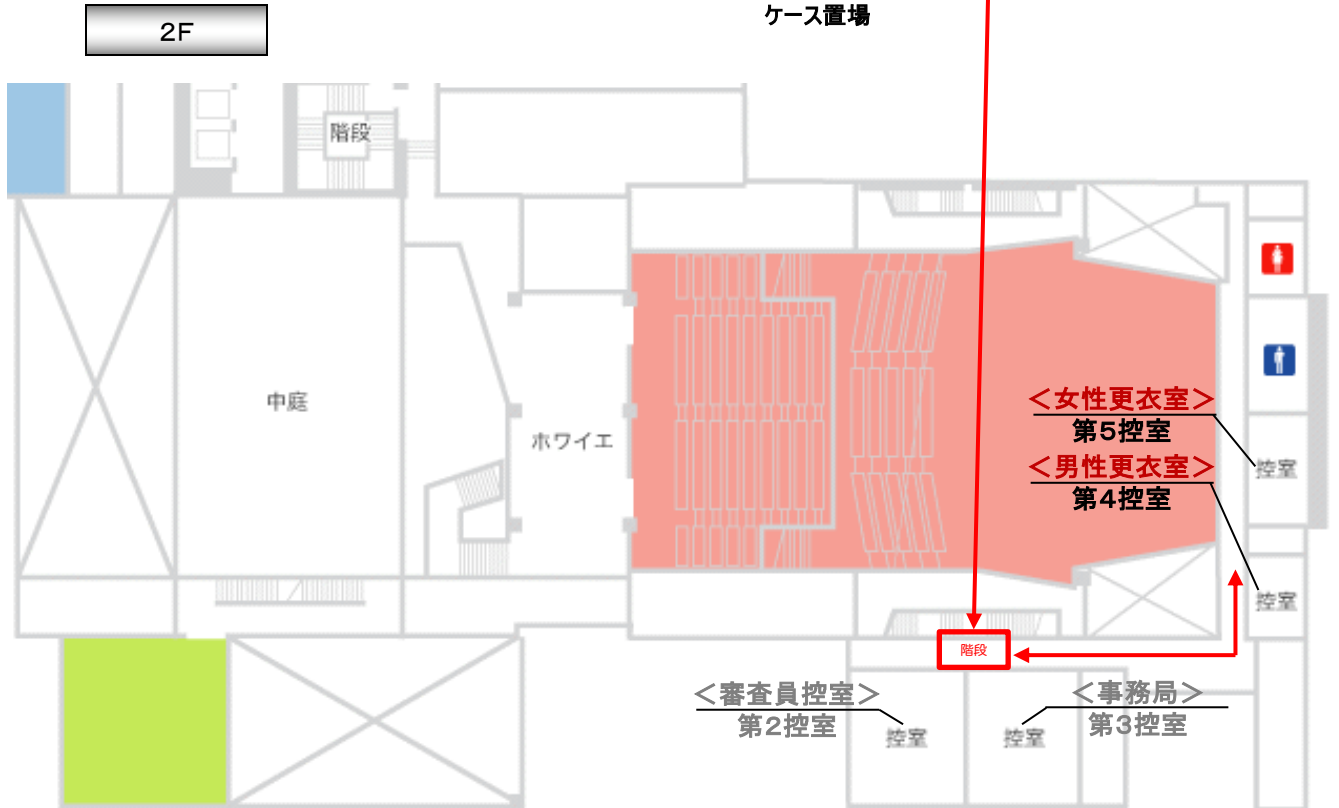 ケース置場
２Ｆ
階段
中庭
ホワイエ
＜女性更衣室＞
第５控室
控室
＜男性更衣室＞
第４控室
控室
階段
＜審査員控室＞
第２控室
控室
＜事務局＞
第３控室
控室